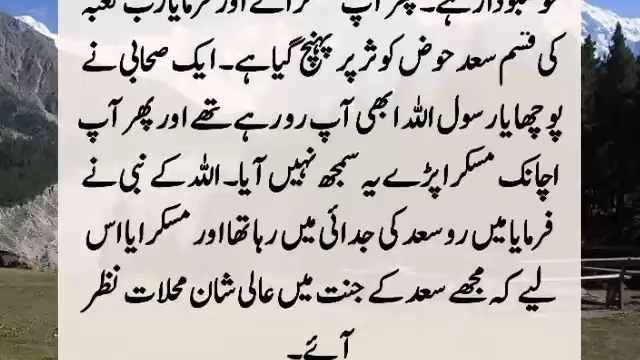 خوشبودار ہے۔ پھر آپ مسکرائے اور فرمایا رب کعبہ
کی قسم سعد حوض کوثر پر پہنچ گیا ہے۔ ایک صحابی نے
پوچھا یا رسول اللہ ابھی آپ رو رہے تھے اور پھر آپ
اچانک مسکرا پڑے یہ سمجھ نہیں آیا۔ اللہ کے نبی نے
فرمایا میں رو سعد کی جدائی میں رہا تھا اور مسکرایا اس
لیے کہ مجھے سعد کے جنت میں عالی شان محلات نظر
آئے۔